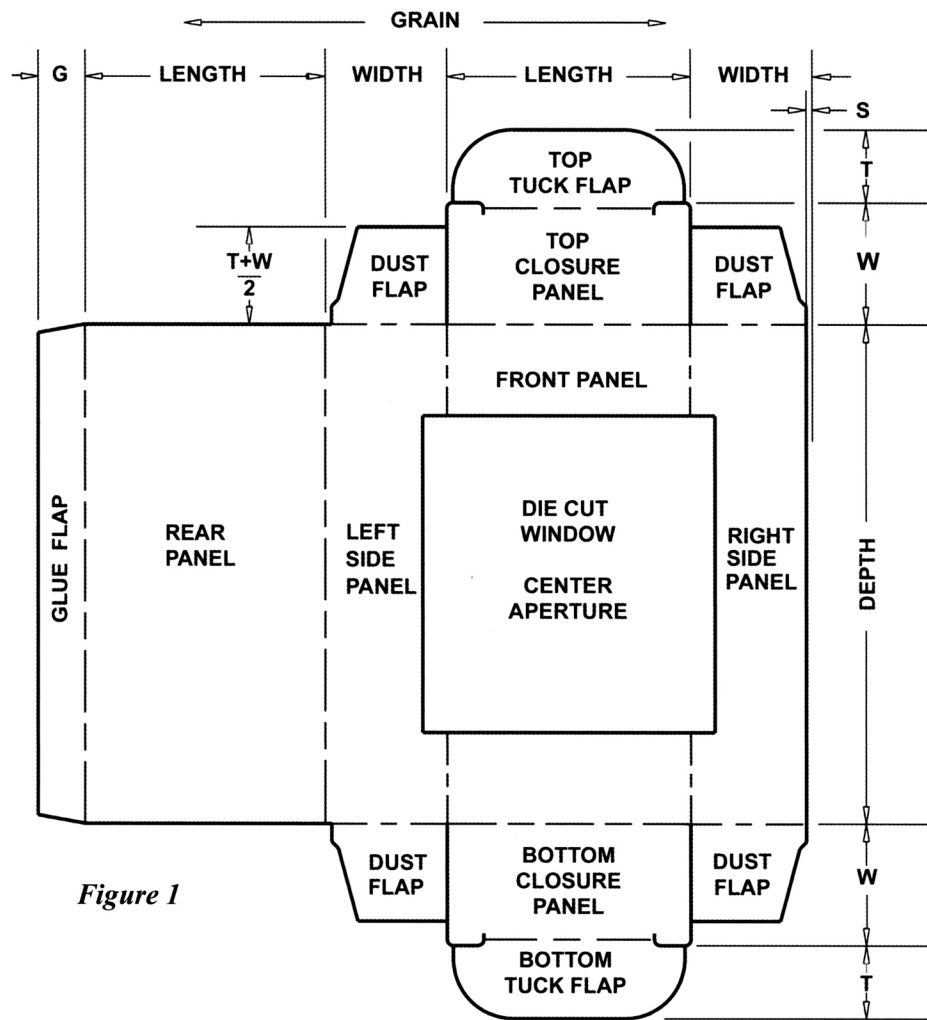 GRAIN
G
LENGTH
WIDTH
LENGTH
WIDTH
S
TOP
TUCK FLAP
T
T+W
2
DUST
FLAP
TOP
CLOSURE
PANEL
DUST
FLAP
W
FRONT PANEL
GLUE FLAP
REAR
PANEL
LEFT
SIDE
PANEL
DIE CUT
WINDOW
CENTER
APERTURE
RIGHT
SIDE
PANEL
DEPTH
Figure 1
DUST
FLAP
BOTTOM
CLOSURE
PANEL
DUST
FLAP
W
BOTTOM
TUCK FLAP
T